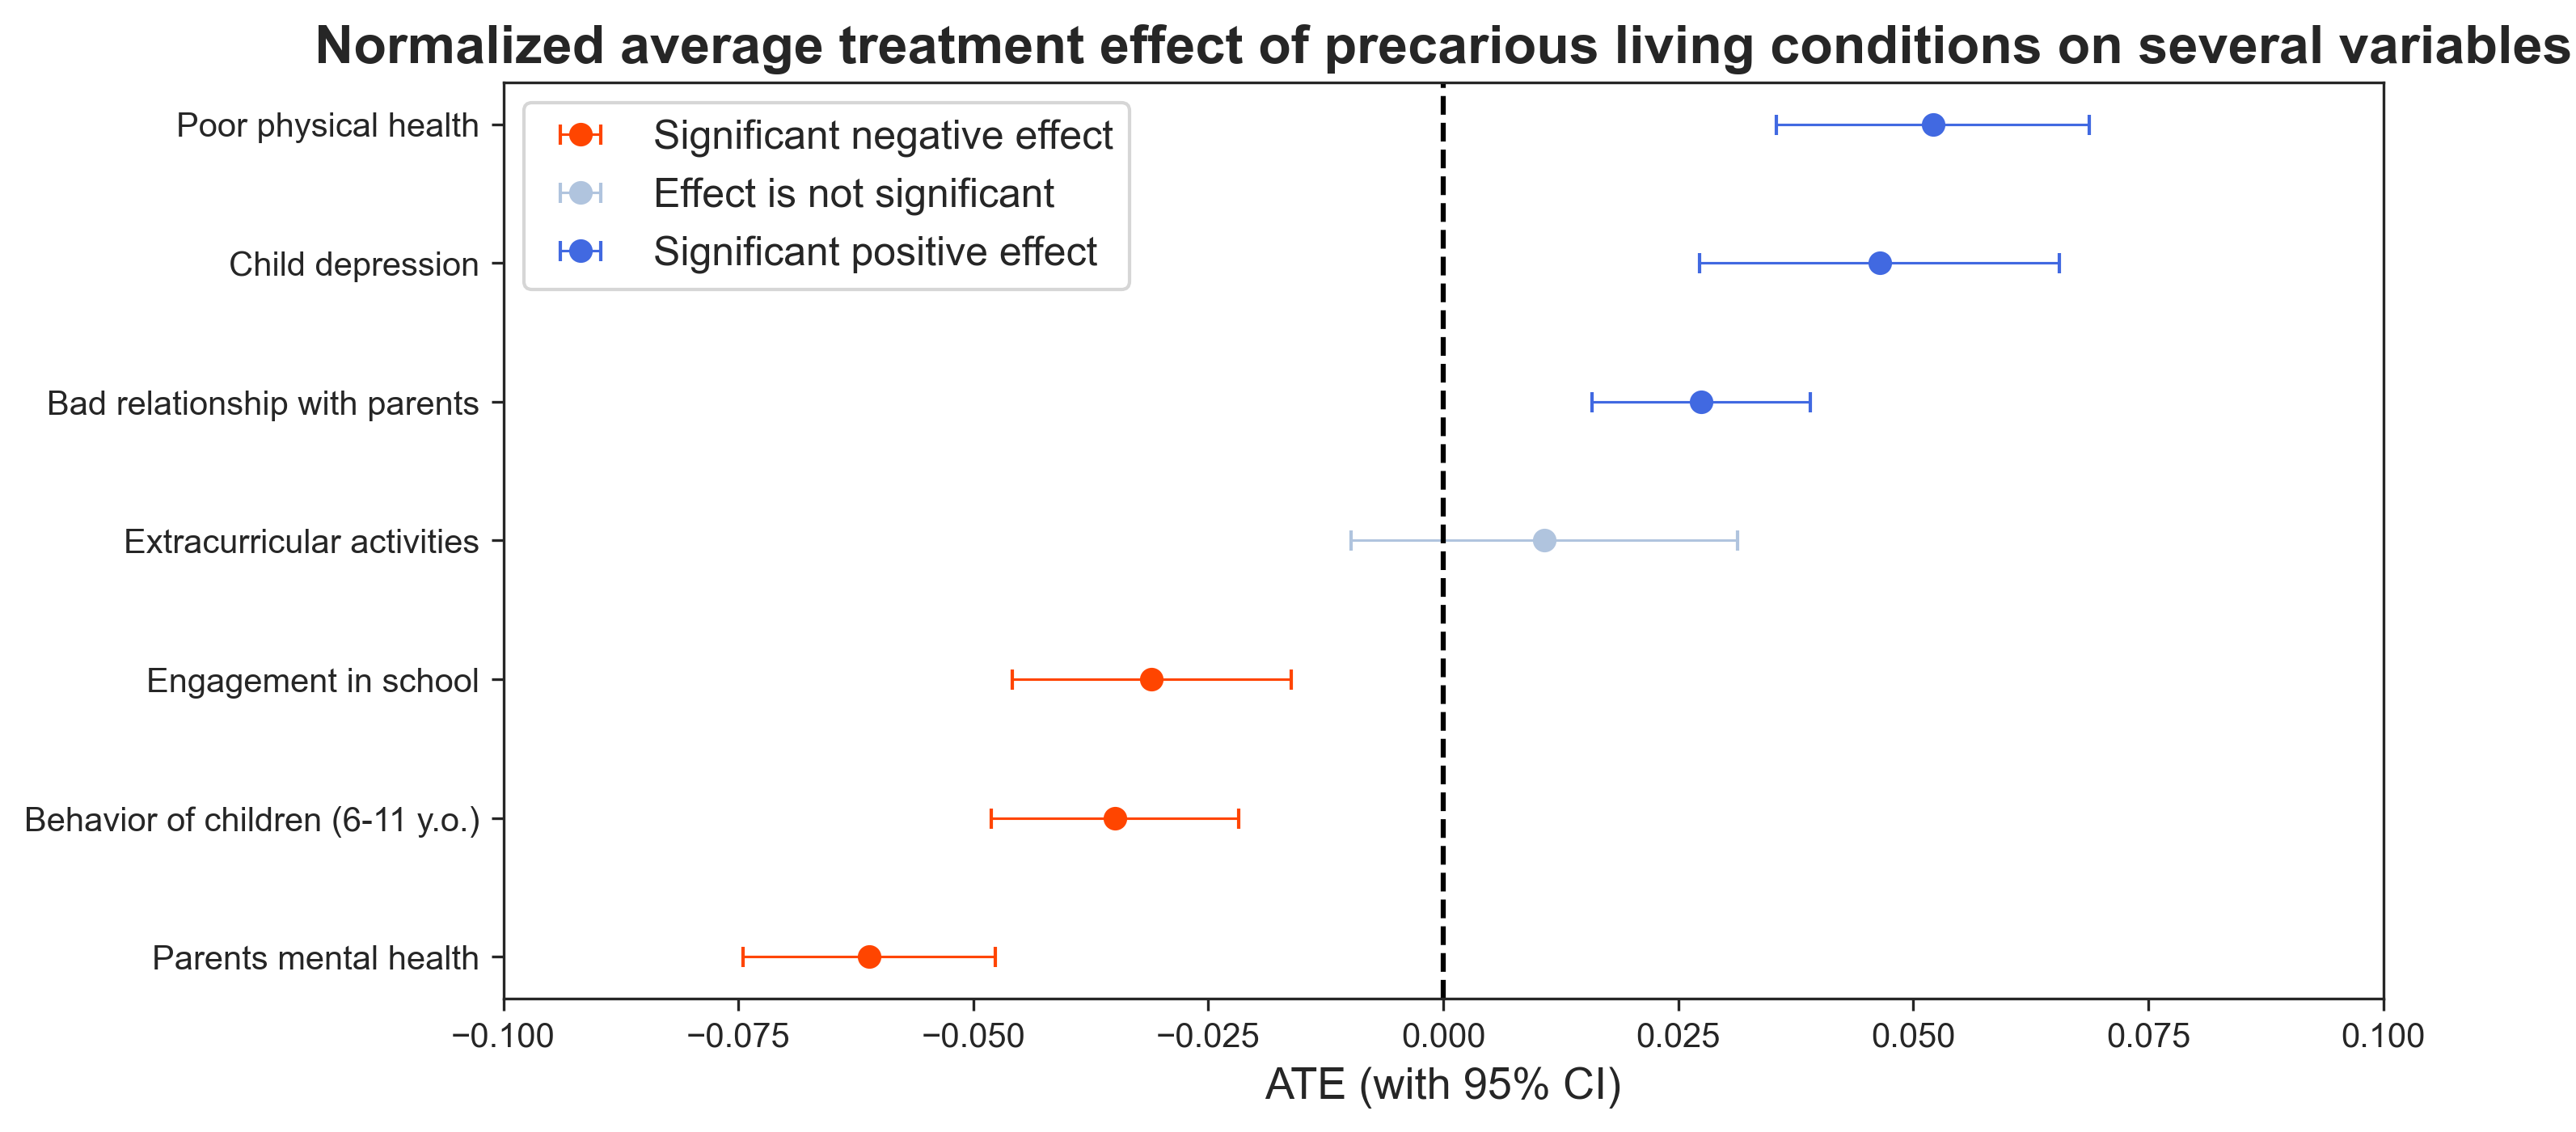 Normalized average treatment effect of precarious living conditions on several variables
Significant negative effect
Effect is not significant
Significant positive effect
Poor physical health
Child depression
Bad relationship with parents
Extracurricular activities
Engagement in school
Behavior of children (6-11 y.o.)
Parents mental health
−0.100 −0.075 −0.050 −0.025 0.000 0.025 0.050 0.075 0.100
ATE (with 95% CI)